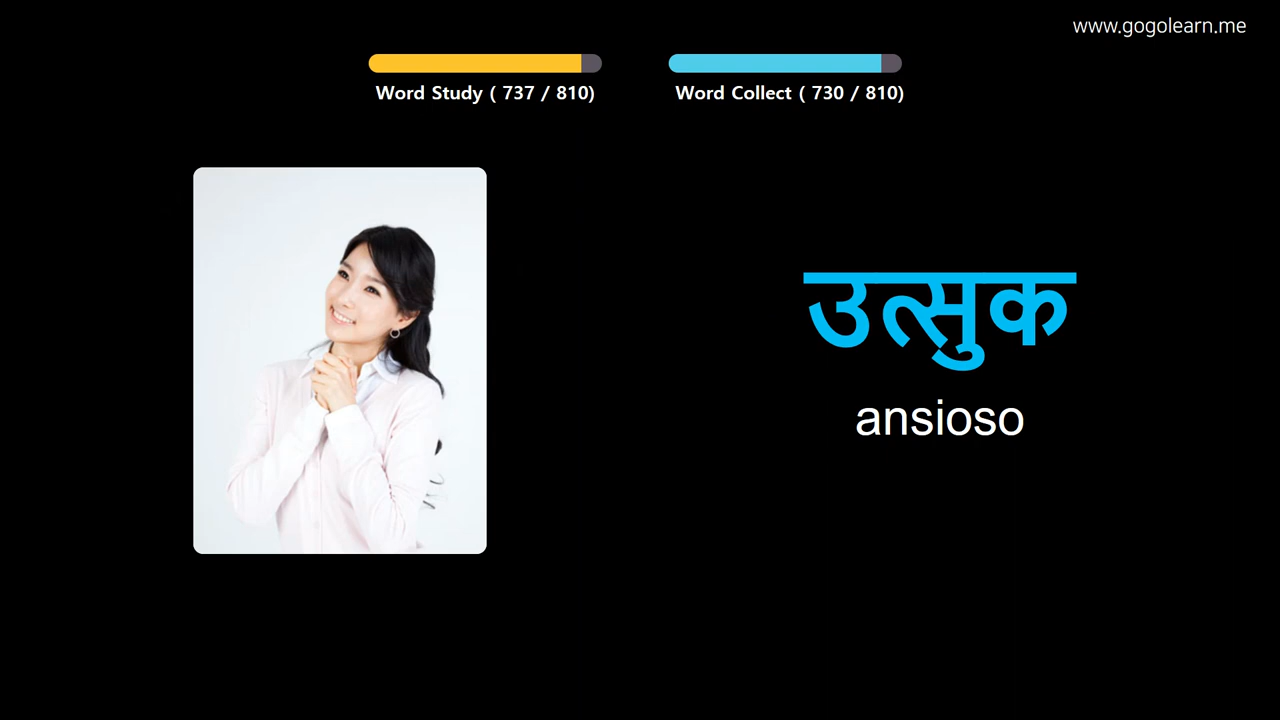 www.gogolearn.me
Word Study ( 737 / 810)
Word Collect ( 730 / 810)
उत्सुक
ansioso